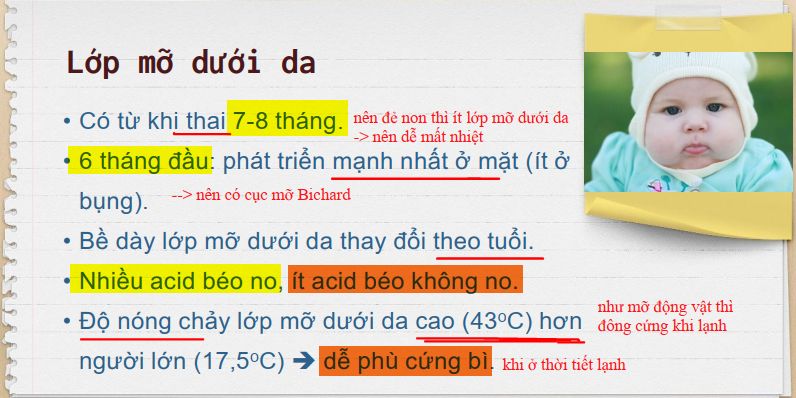 Lớp mỡ dưới da
• Có từ khi thai 7-8 tháng. nên đẻ non thì ít lớp mỡ dưới da
-> nên dễ mất nhiệt
• 6 tháng đầu: phát triển mạnh nhất ở mặt (ít ở
bụng). --> nên có cục mỡ Bichard
• Bề dày lớp mỡ dưới da thay đổi theo tuổi.
• Nhiều acid béo no, ít acid béo không no.
• Độ nóng chảy lớp mỡ dưới da cao (43ºC) hơn
như mỡ động vật thì
đông cứng khi lạnh
người lớn (17,5ºC) ➔ dễ phù cứng bì. khi ở thời tiết lạnh